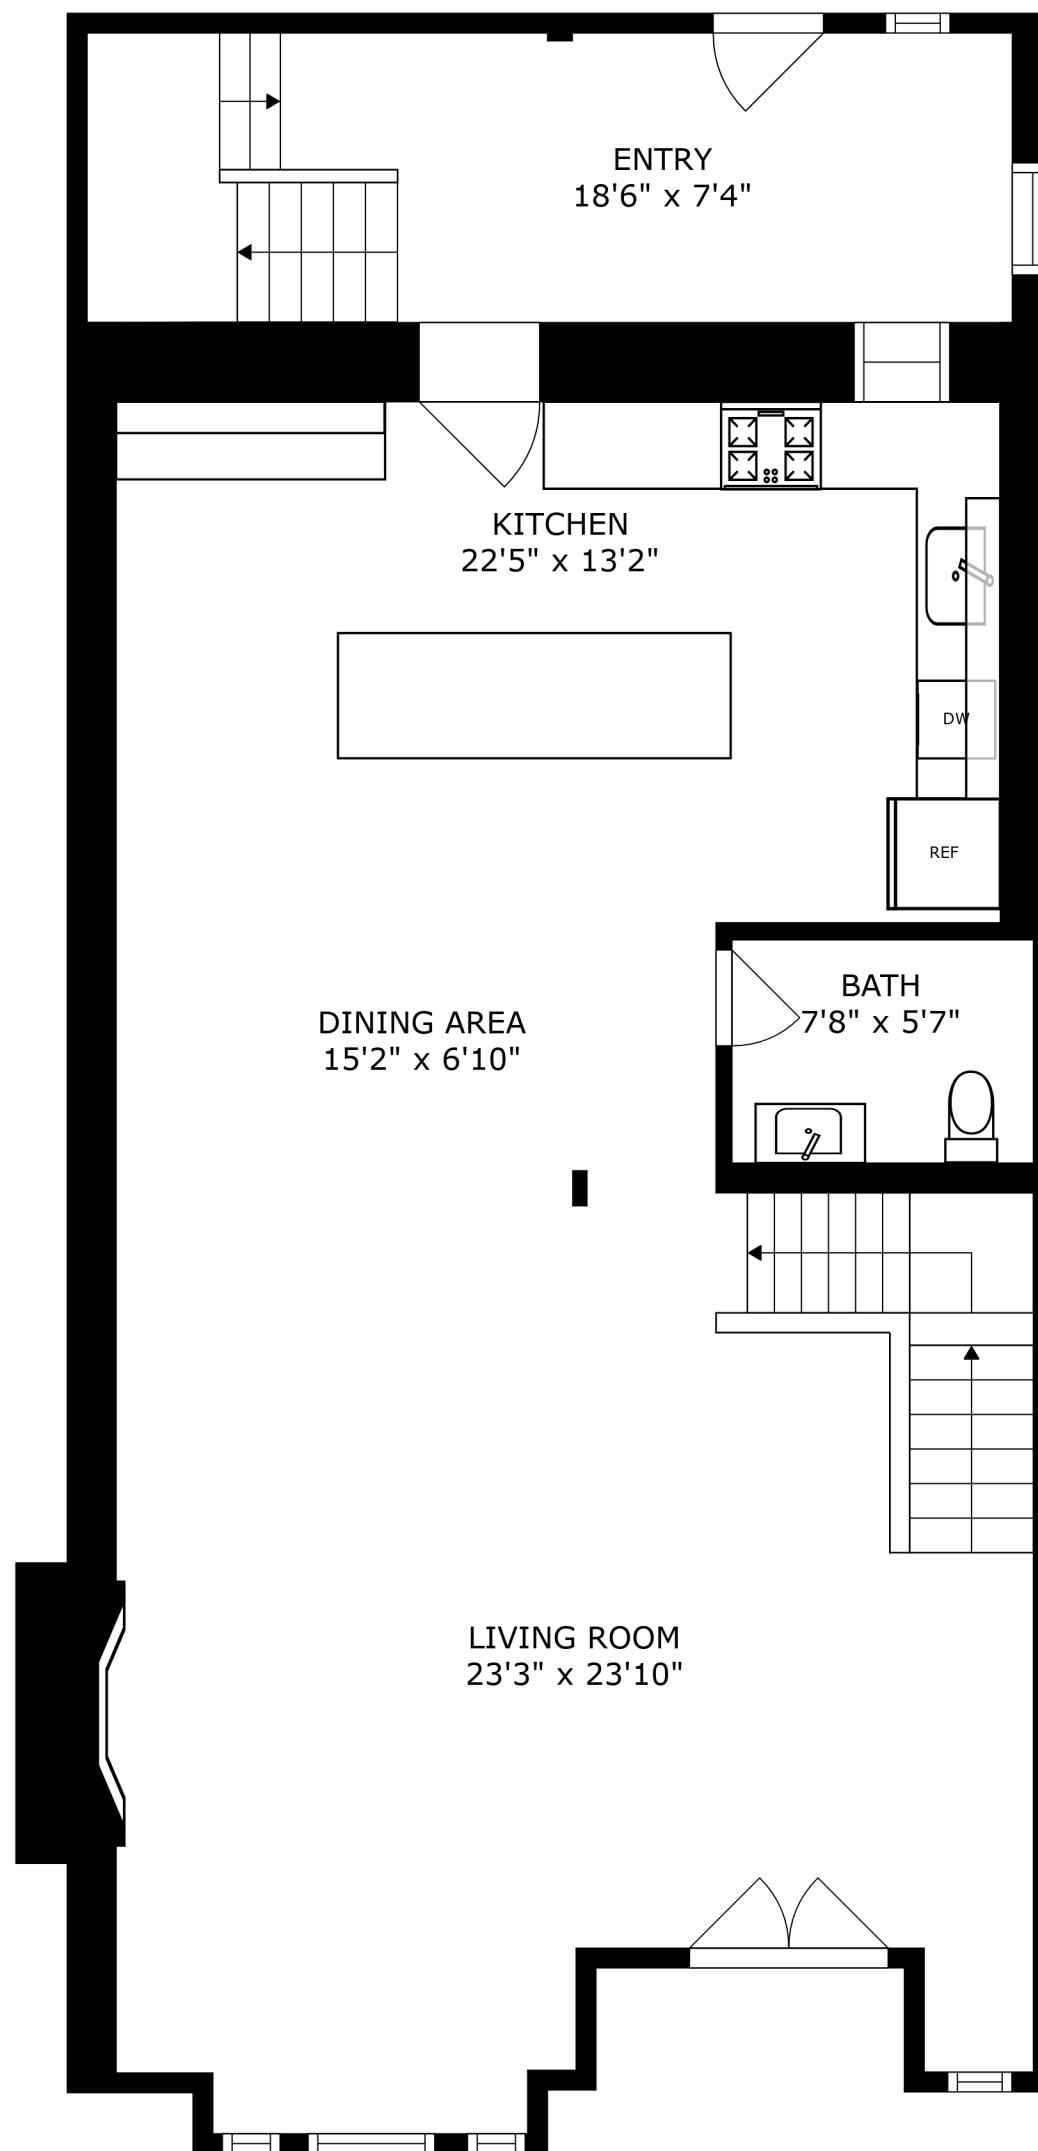 ENTRY
18'6" x 7'4"
KITCHEN
22'5" x 13'2"
DW
REF
BATH
7'8" x 5'7"
DINING AREA
15'2" x 6'10"
LIVING ROOM
23'3" x 23'10"